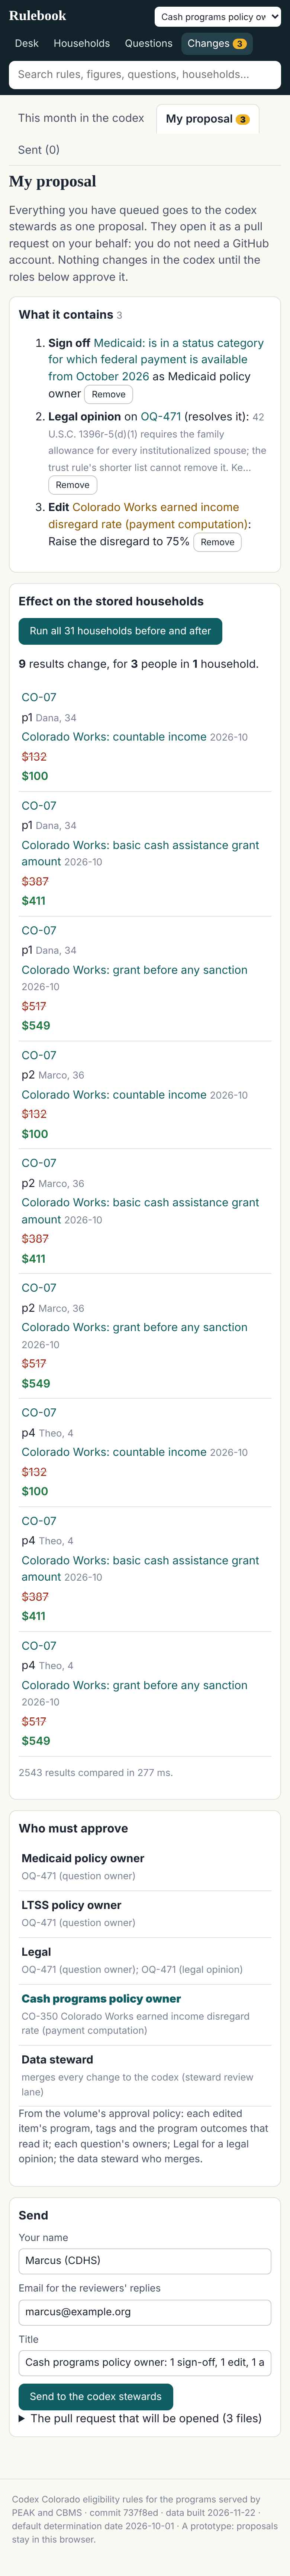 Rulebook
Cash programs policy ow
Desk Households Questions Changes 3
Search rules, figures, questions, households...
This month in the codex My proposal 3
Sent (0)
My proposal
Everything you have queued goes to the codex
stewards as one proposal. They open it as a pull
request on your behalf: you do not need a GitHub
account. Nothing changes in the codex until the
roles below approve it.
What it contains 3
1. Sign off Medicaid: is in a status category
for which federal payment is available
from October 2026 as Medicaid policy
owner Remove
2. Legal opinion on OQ-471 (resolves it): 42
U.S.C. 1396r-5(d)(1) requires the family
allowance for every institutionalized spouse; the
trust rule's shorter list cannot remove it. Ke...
Remove
3. Edit Colorado Works earned income
disregard rate (payment computation):
Raise the disregard to 75% Remove
Effect on the stored households
Run all 31 households before and after
9 results change, for 3 people in 1 household.
CO-07
p1 Dana, 34
Colorado Works: countable income 2026-10
$132
$100
CO-07
p1 Dana, 34
Colorado Works: basic cash assistance grant
amount 2026-10
$387
$411
CO-07
p1 Dana, 34
Colorado Works: grant before any sanction
2026-10
$517
$549
CO-07
p2 Marco, 36
Colorado Works: countable income 2026-10
$132
$100
CO-07
p2 Marco, 36
Colorado Works: basic cash assistance grant
amount 2026-10
$387
$411
CO-07
p2 Marco, 36
Colorado Works: grant before any sanction
2026-10
$517
$549
CO-07
p4 Theo, 4
Colorado Works: countable income 2026-10
$132
$100
CO-07
p4 Theo, 4
Colorado Works: basic cash assistance grant
amount 2026-10
$387
$411
CO-07
p4 Theo, 4
Colorado Works: grant before any sanction
2026-10
$517
$549
2543 results compared in 277 ms.
Who must approve
Medicaid policy owner
OQ-471 (question owner)
LTSS policy owner
OQ-471 (question owner)
Legal
OQ-471 (question owner); OQ-471 (legal opinion)
Cash programs policy owner
CO-350 Colorado Works earned income disregard
rate (payment computation)
Data steward
merges every change to the codex (steward review
lane)
From the volume's approval policy: each edited
item's program, tags and the program outcomes that
read it; each question's owners; Legal for a legal
opinion; the data steward who merges.
Send
Your name
Marcus (CDHS)
Email for the reviewers' replies
marcus@example.org
Title
Cash programs policy owner: 1 sign-off, 1 edit, 1 a
Send to the codex stewards
▶ The pull request that will be opened (3 files)
Codex Colorado eligibility rules for the programs served by
PEAK and CBMS · commit 737f8ed · data built 2026-11-22 ·
default determination date 2026-10-01 · A prototype: proposals
stay in this browser.